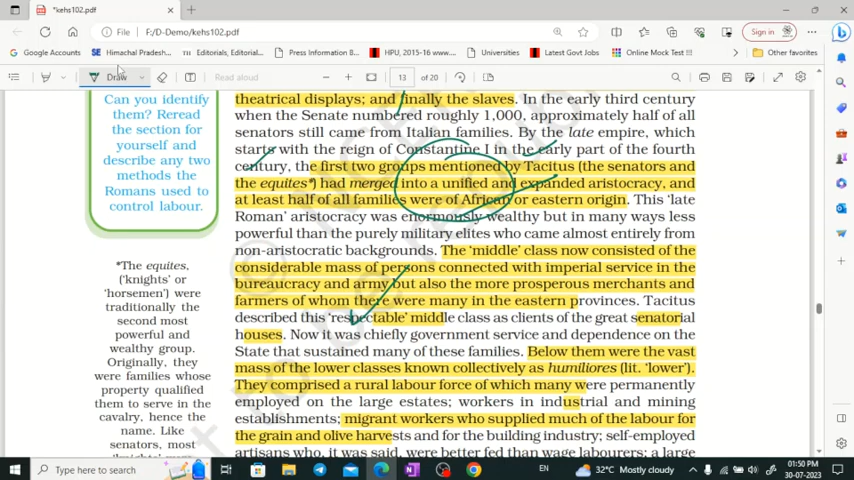 *kehs102.pdf
File
F:/D-Demo/kehs102.pdf
Sign in
Google Accounts
Himachal Pradesh...
Editorials, Editorial...
Press Information B...
HPU, 2015-16 www....
Universities
Latest Govt Jobs
Online Mock Test !!!
Other favorites
Draw
Read aloud
13 of 20
Can you identify
them? Reread
the section for
yourself and
describe any two
methods the
Romans used to
control labour.
*The equites,
('knights' or
'horsemen') were
traditionally the
second most
powerful and
wealthy group.
Originally, they
were families whose
property qualified
them to serve in the
cavalry, hence the
name. Like
senators, most
theatrical displays; and finally the slaves. In the early third century
when the Senate numbered roughly 1,000, approximately half of all
senators still came from Italian families. By the late empire, which
starts with the reign of Constantine I in the early part of the fourth
century, the first two groups mentioned by Tacitus (the senators and
the equites*) had merged into a unified and expanded aristocracy, and
at least half of all families were of African or eastern origin. This 'late
Roman' aristocracy was enormously wealthy but in many ways less
powerful than the purely military elites who came almost entirely from
non-aristocratic backgrounds. The 'middle' class now consisted of the
considerable mass of persons connected with imperial service in the
bureaucracy and army but also the more prosperous merchants and
farmers of whom there were many in the eastern provinces. Tacitus
described this 'respectable' middle class as clients of the great senatorial
houses. Now it was chiefly government service and dependence on the
State that sustained many of these families. Below them were the vast
mass of the lower classes known collectively as humiliores (lit. 'lower').
They comprised a rural labour force of which many were permanently
employed on the large estates; workers in industrial and mining
establishments; migrant workers who supplied much of the labour for
the grain and olive harvests and for the building industry; self-employed
artisans who, it was said, were better fed than wage labourers; a large
Type here to search
32°C Mostly cloudy
EN
01:50 PM
30-07-2023